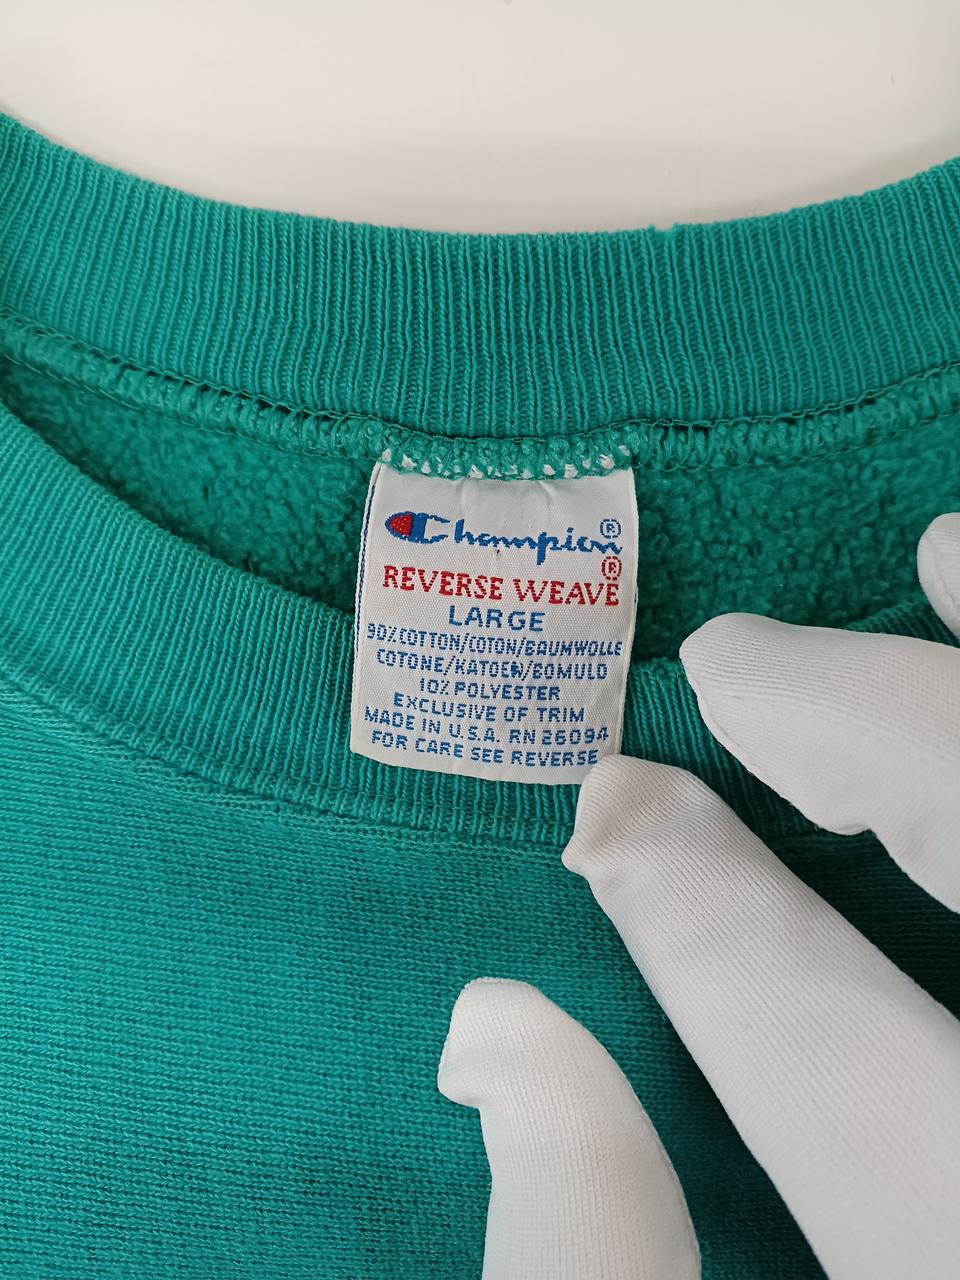 Champion®
REVERSE WEAVE®
LARGE
90% COTTON/COTON/BAUMWOLLE
COTONE/KATOEN/BOMULD
10% POLYESTER
EXCLUSIVE OF TRIM
MADE IN U.S.A. RN 26094
FOR CARE SEE REVERSE